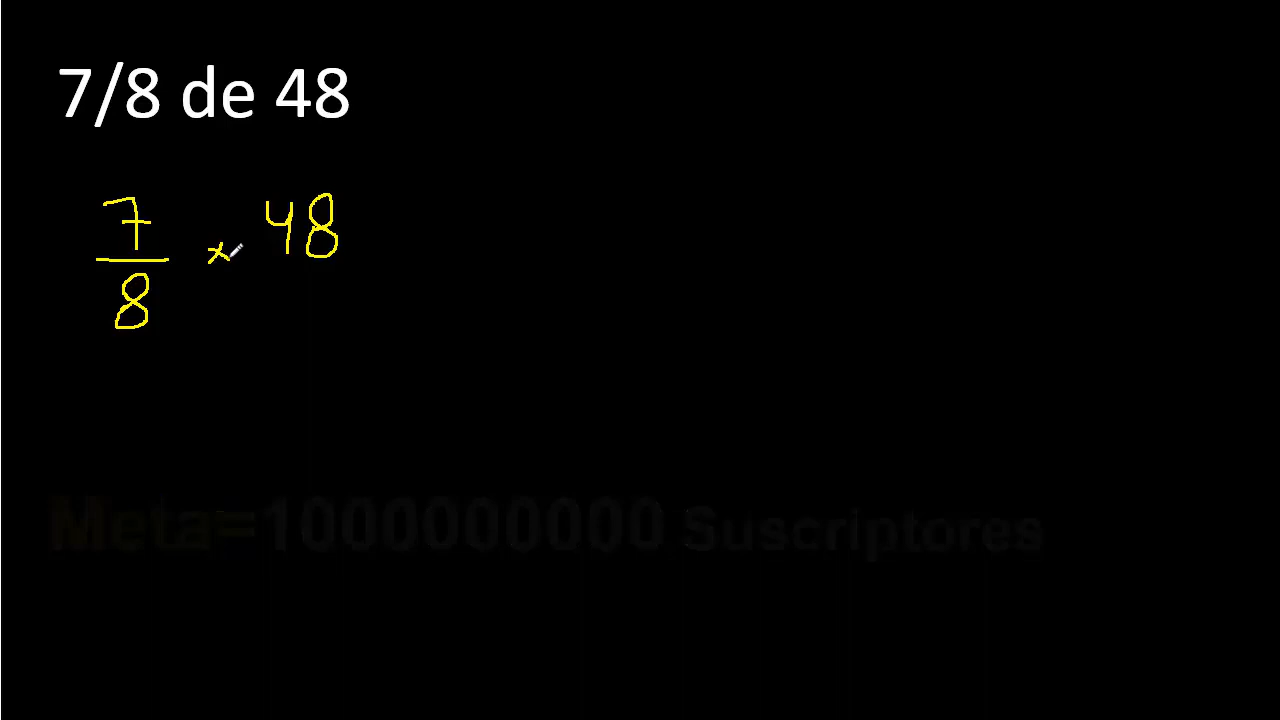 7/8 de 48
7/8 × 48
Meta=1000000000 Suscriptores